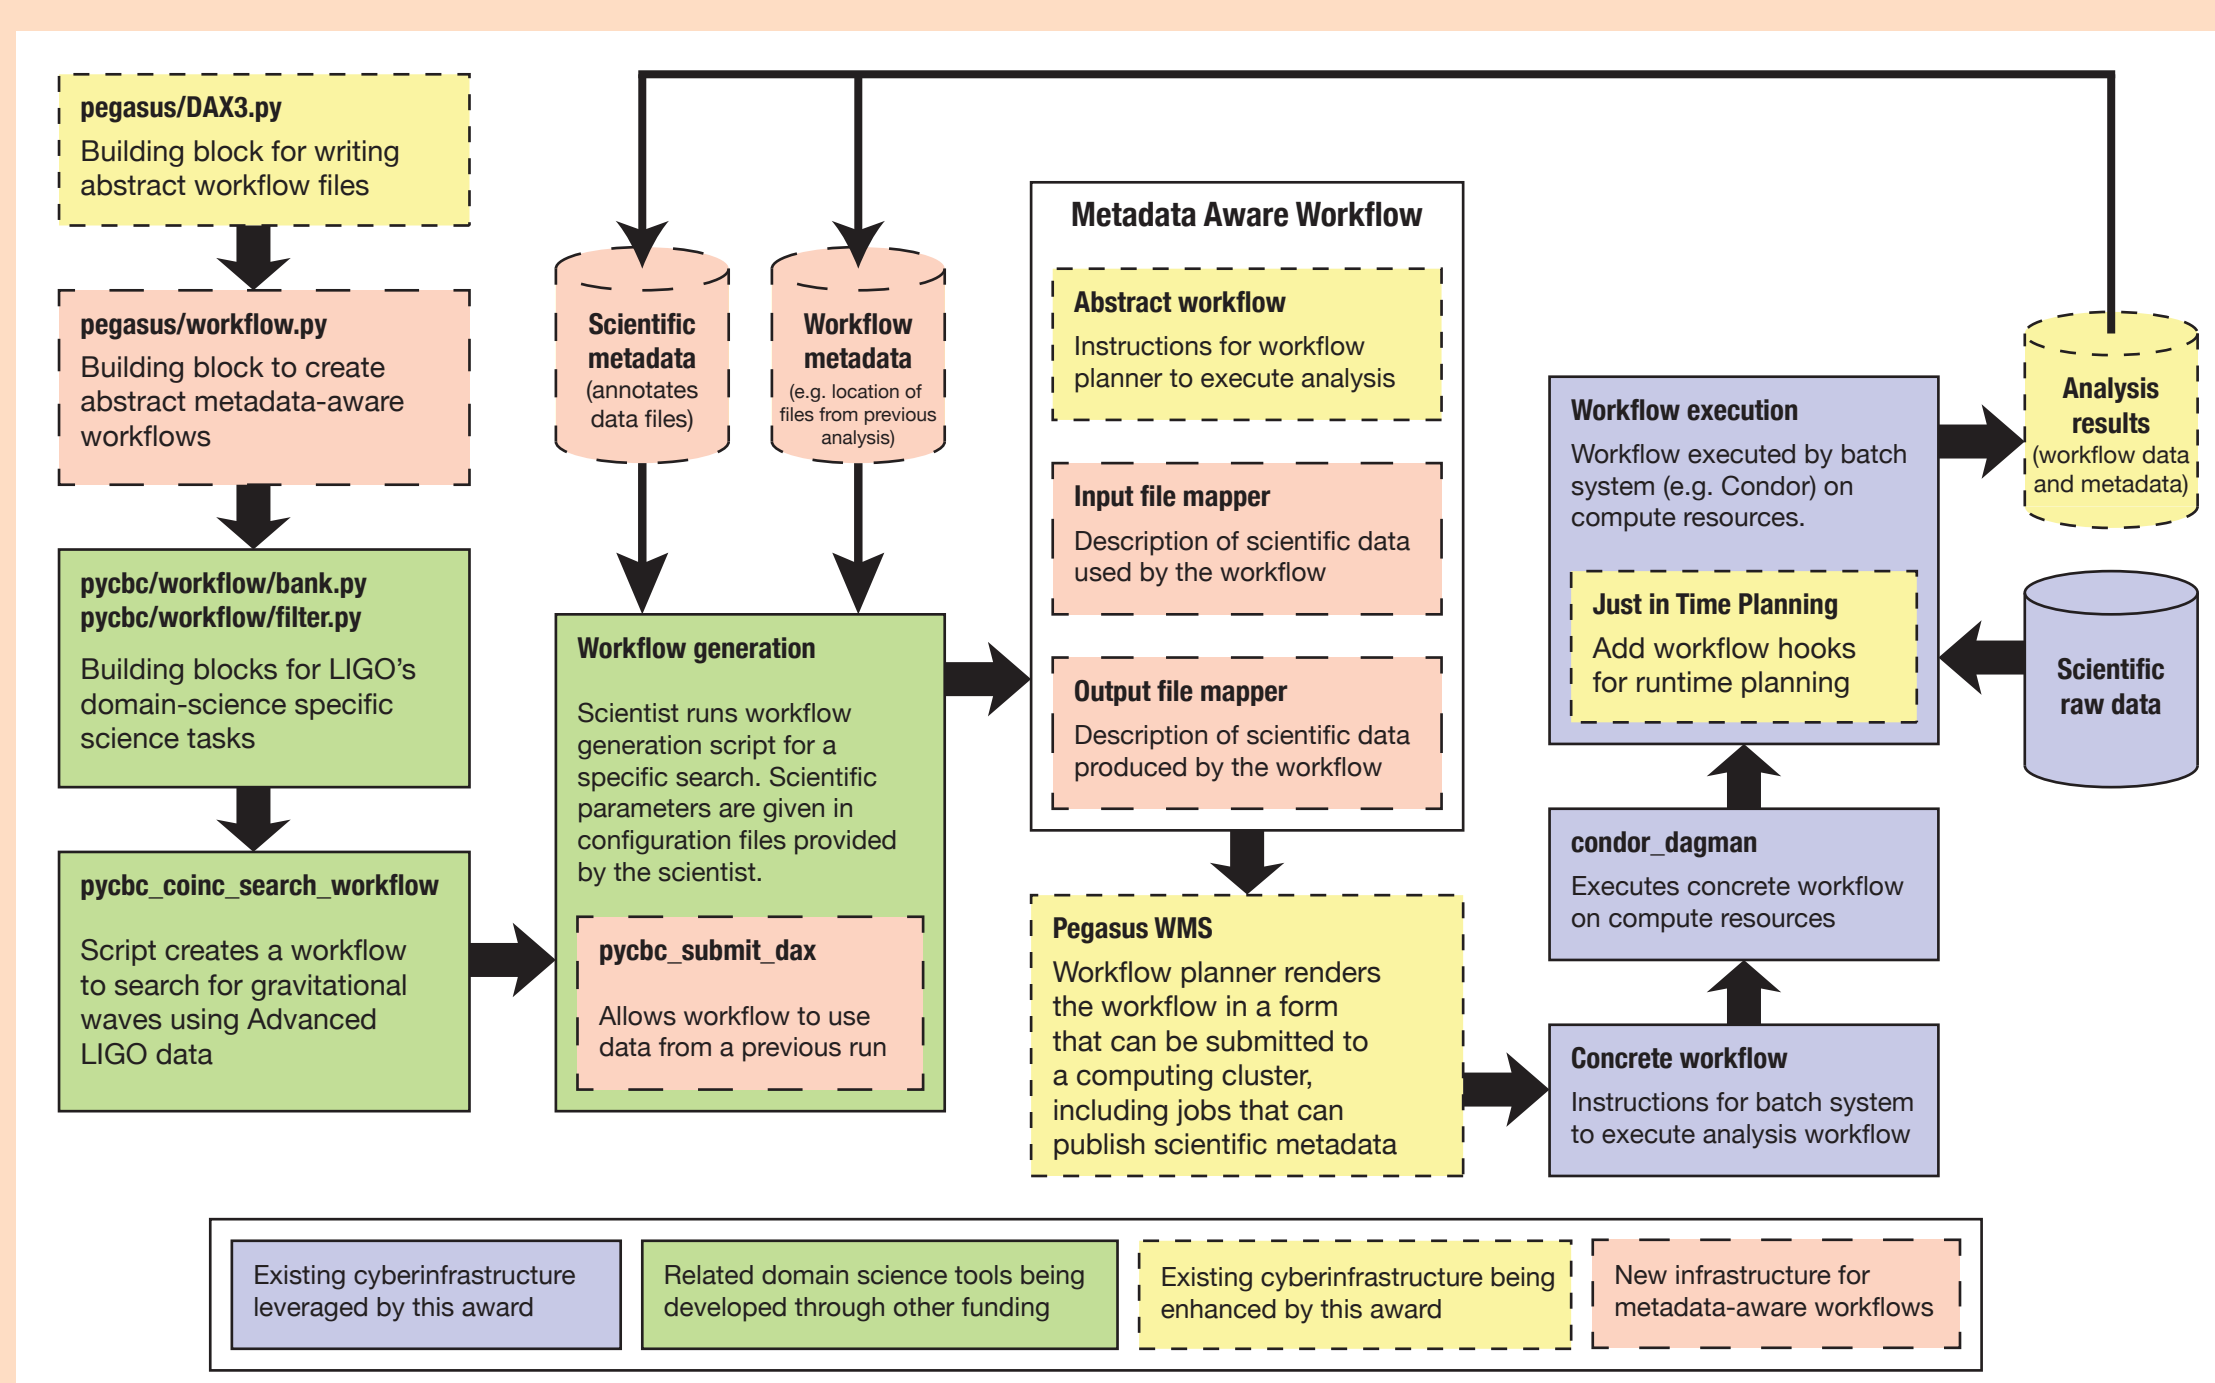 pegasus/DAX3.py
Building block for writing
abstract workflow files
pegasus/workflow.py
Building block to create
abstract metadata-aware
workflows
pycbc/workflow/bank.py
pycbc/workflow/filter.py
Building blocks for LIGO’s
domain-science specific
science tasks
pycbc_coinc_search_workflow
Script creates a workflow
to search for gravitational
waves using Advanced
LIGO data
Scientific
metadata
(annotates
data files)
Workflow
metadata
(e.g. location of
files from previous
analysis)
Workflow generation
Scientist runs workflow
generation script for a
specific search. Scientific
parameters are given in
configuration files provided
by the scientist.
pycbc_submit_dax
Allows workflow to use
data from a previous run
Metadata Aware Workflow
Abstract workflow
Instructions for workflow
planner to execute analysis
Input file mapper
Description of scientific data
used by the workflow
Output file mapper
Description of scientific data
produced by the workflow
Pegasus WMS
Workflow planner renders
the workflow in a form
that can be submitted to
a computing cluster,
including jobs that can
publish scientific metadata
Workflow execution
Workflow executed by batch
system (e.g. Condor) on
compute resources.
Just in Time Planning
Add workflow hooks
for runtime planning
condor_dagman
Executes concrete workflow
on compute resources
Concrete workflow
Instructions for batch system
to execute analysis workflow
Analysis
results
(workflow data
and metadata)
Scientific
raw data
Existing cyberinfrastructure
leveraged by this award
Related domain science tools being
developed through other funding
Existing cyberinfrastructure being
enhanced by this award
New infrastructure for
metadata-aware workflows